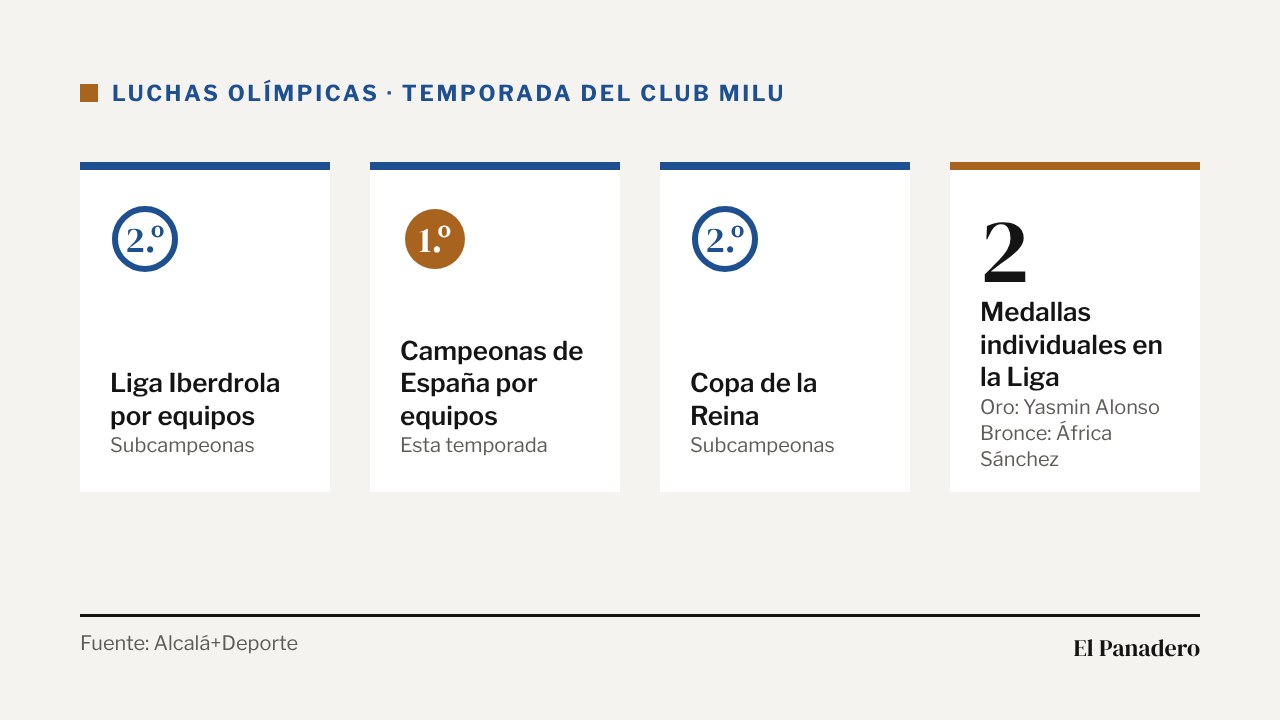 LUCHAS OLÍMPICAS · TEMPORADA DEL CLUB MILU
2.º
Liga Iberdrola
por equipos
Subcampeonas
1.º
Campeonas de
España por
equipos
Esta temporada
2.º
Copa de la
Reina
Subcampeonas
2
Medallas
individuales en
la Liga
Oro: Yasmin Alonso
Bronce: África
Sánchez
Fuente: Alcalá+Deporte
El Panadero